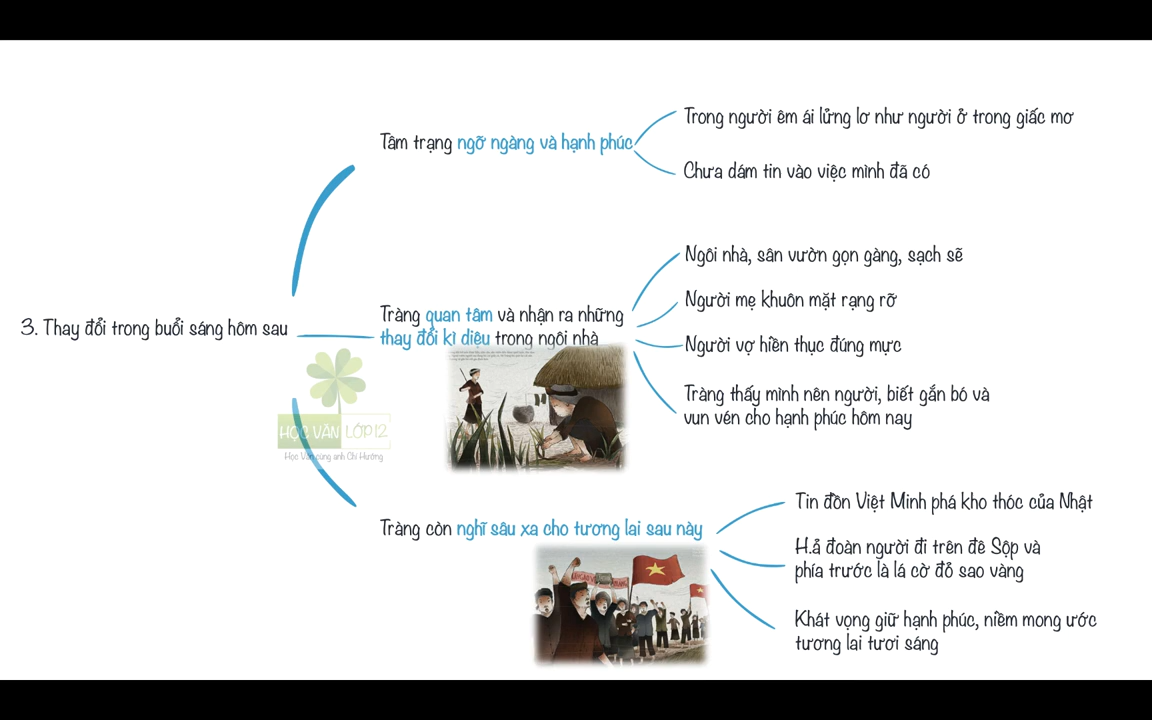 3. Thay đổi trong buổi sáng hôm sau
Tâm trạng ngỡ ngàng và hạnh phúc
Trong người êm ái lửng lơ như người ở trong giấc mơ
Chưa dám tin vào việc mình đã có
Tràng quan tâm và nhận ra những
thay đổi kì diệu trong ngôi nhà
Ngôi nhà, sân vườn gọn gàng, sạch sẽ
Người mẹ khuôn mặt rạng rỡ
Người vợ hiền thục đúng mực
Tràng thấy mình nên người, biết gắn bó và
vun vén cho hạnh phúc hôm nay
HỌC VĂN LỚP 12
Học Văn cùng anh Chí Hướng
Tràng còn nghĩ sâu xa cho tương lai sau này
Tin đồn Việt Minh phá kho thóc của Nhật
H.ả đoàn người đi trên đê Sộp và
phía trước là lá cờ đỏ sao vàng
Khát vọng giữ hạnh phúc, niềm mong ước
tương lai tươi sáng